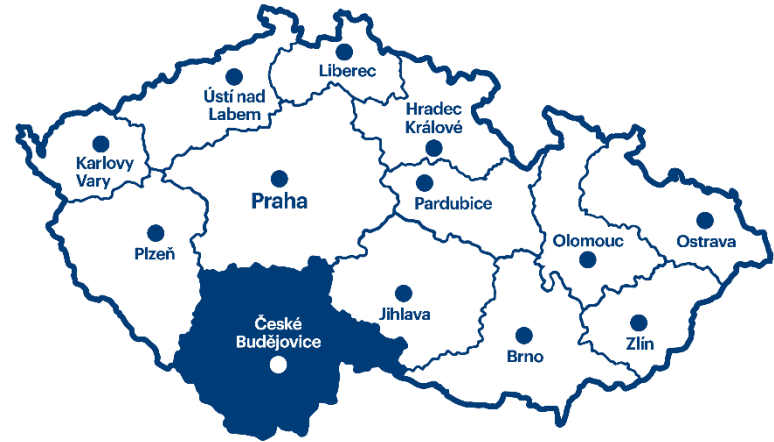 Liberec
Ústí nad
Labem
Hradec
Králové
Karlovy
Vary
Praha
Pardubice
Plzeň
Olomouc
Ostrava
Jihlava
České
Budějovice
Brno
Zlín